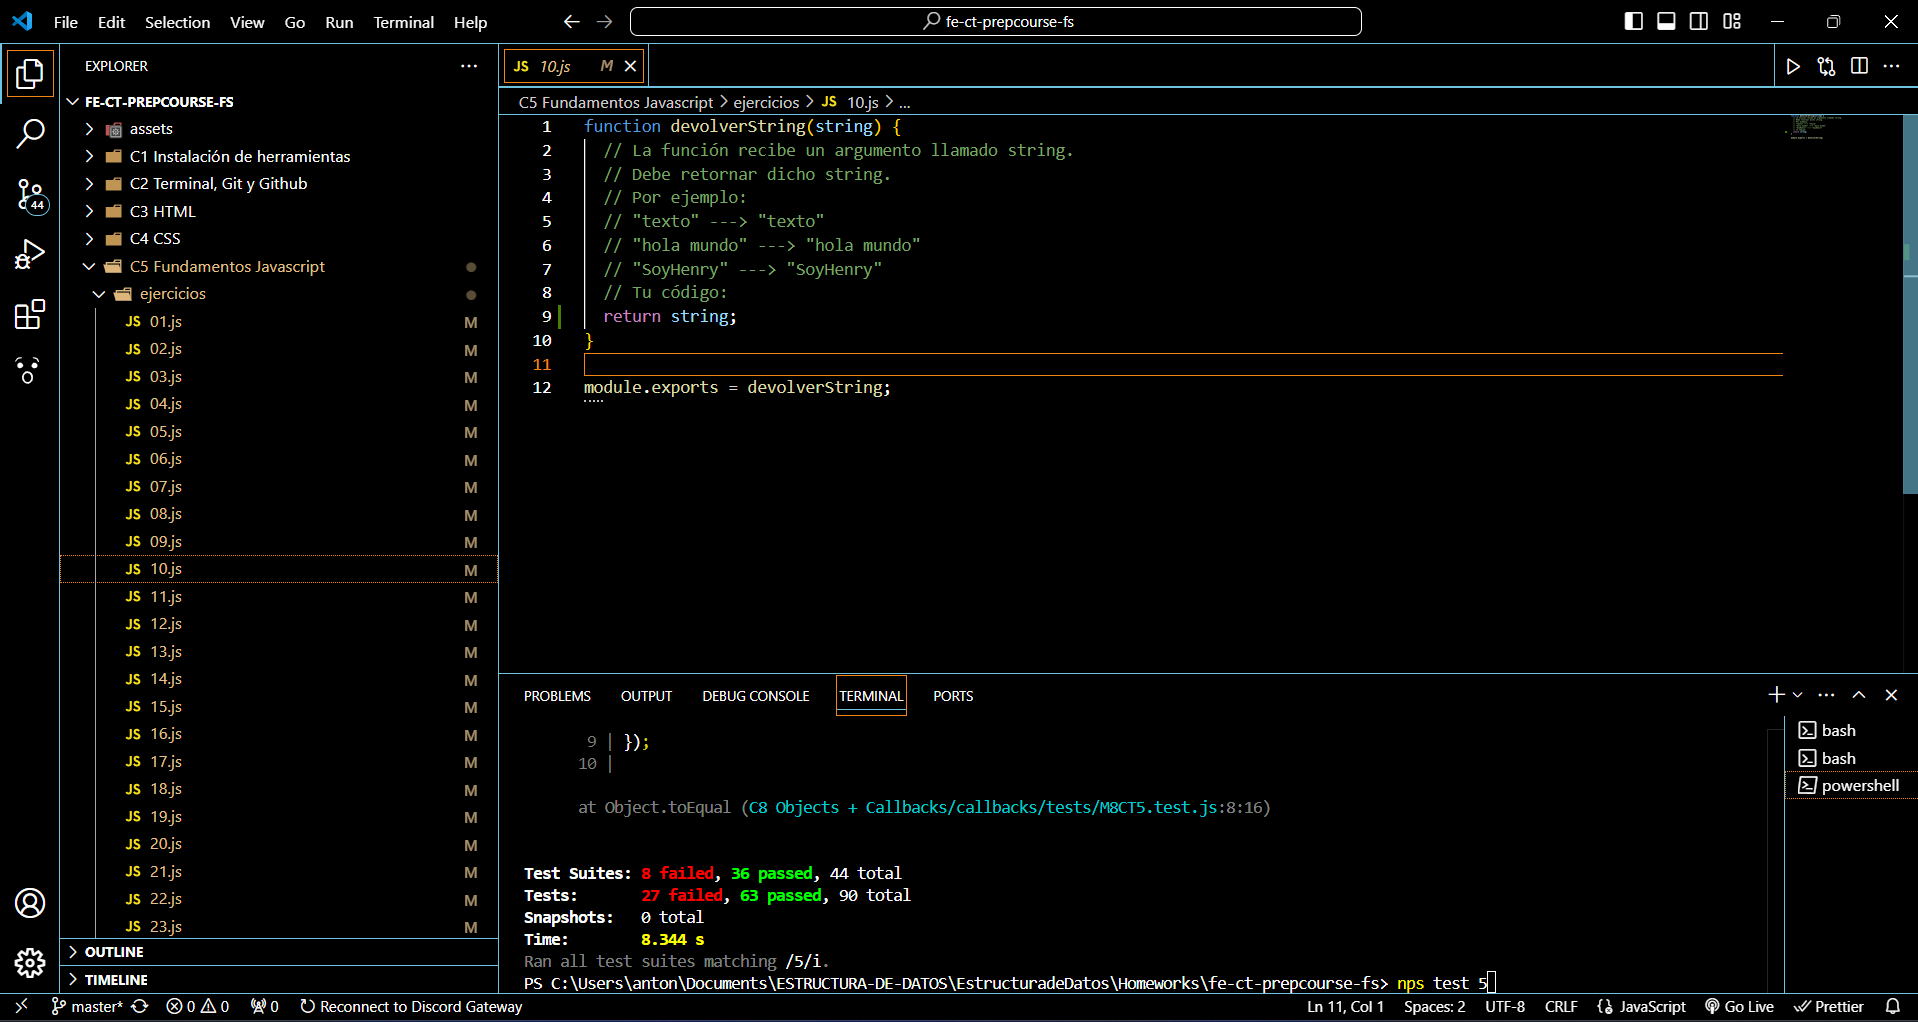 File Edit Selection View Go Run Terminal Help
fe-ct-prepcourse-fs
EXPLORER
FE-CT-PREPCOURSE-FS
assets
C1 Instalación de herramientas
C2 Terminal, Git y Github
C3 HTML
C4 CSS
C5 Fundamentos Javascript
ejercicios
JS 01.js M
JS 02.js M
JS 03.js M
JS 04.js M
JS 05.js M
JS 06.js M
JS 07.js M
JS 08.js M
JS 09.js M
JS 10.js M
JS 11.js M
JS 12.js M
JS 13.js M
JS 14.js M
JS 15.js M
JS 16.js M
JS 17.js M
JS 18.js M
JS 19.js M
JS 20.js M
JS 21.js M
JS 22.js M
JS 23.js M
OUTLINE
TIMELINE
44
JS 10.js M
C5 Fundamentos Javascript > ejercicios > JS 10.js > ...
1 function devolverString(string) {
2 // La función recibe un argumento llamado string.
3 // Debe retornar dicho string.
4 // Por ejemplo:
5 // "texto" ---> "texto"
6 // "hola mundo" ---> "hola mundo"
7 // "SoyHenry" ---> "SoyHenry"
8 // Tu código:
9 return string;
10 }
11
12 module.exports = devolverString;
PROBLEMS OUTPUT DEBUG CONSOLE TERMINAL PORTS
9 | });
10 |
at Object.toEqual (C8 Objects + Callbacks/callbacks/tests/M8CT5.test.js:8:16)
Test Suites: 8 failed, 36 passed, 44 total
Tests: 27 failed, 63 passed, 90 total
Snapshots: 0 total
Time: 8.344 s
Ran all test suites matching /5/i.
PS C:\Users\anton\Documents\ESTRUCTURA-DE-DATOS\EstructuradeDatos\Homeworks\fe-ct-prepcourse-fs> nps test 5
bash
bash
powershell
master* 0 0 0 Reconnect to Discord Gateway
Ln 11, Col 1 Spaces: 2 UTF-8 CRLF {} JavaScript Go Live Prettier